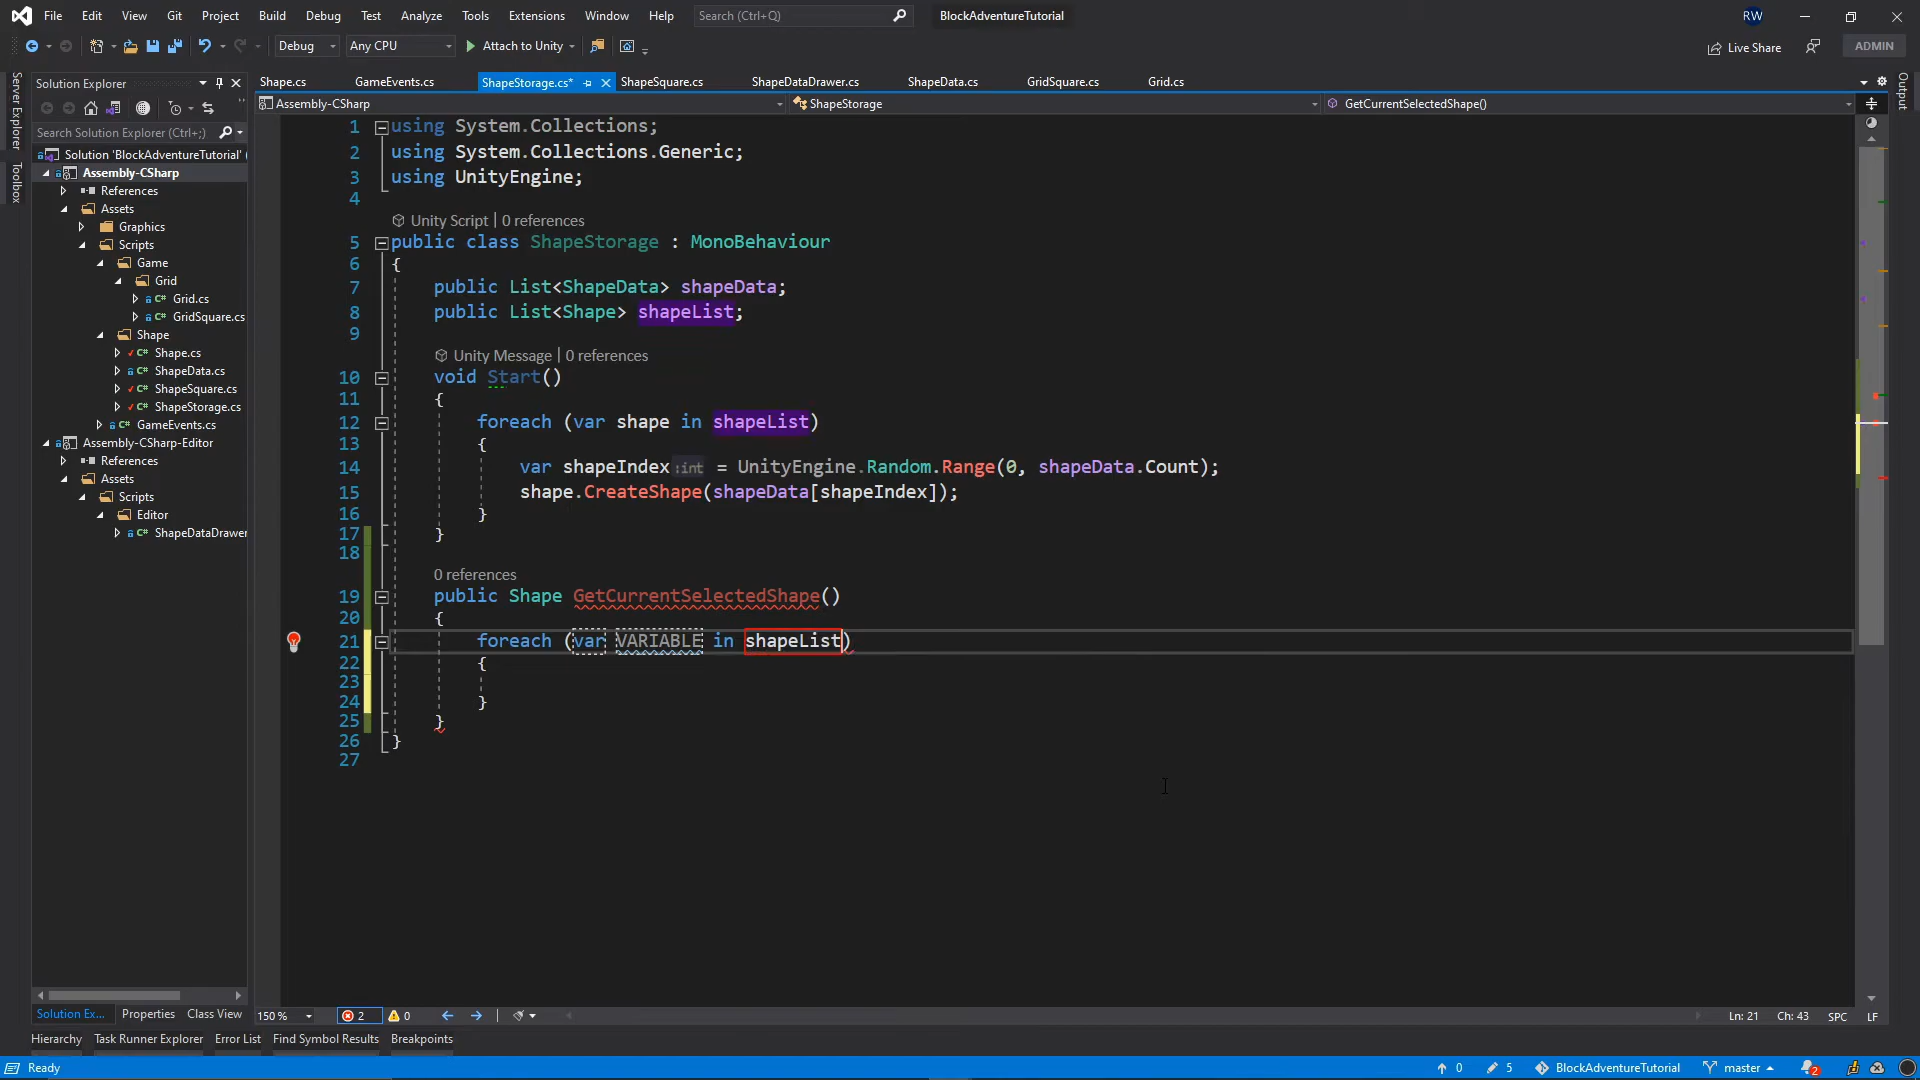 File Edit View Git Project Build Debug Test Analyze Tools Extensions Window Help Search (Ctrl+Q) BlockAdventureTutorial RW
Debug Any CPU Attach to Unity Live Share ADMIN
Server Explorer
Toolbox
Solution Explorer
Search Solution Explorer (Ctrl+;)
Solution 'BlockAdventureTutorial' (
Assembly-CSharp
References
Assets
Graphics
Scripts
Game
Grid
C# Grid.cs
C# GridSquare.cs
Shape
C# Shape.cs
C# ShapeData.cs
C# ShapeSquare.cs
C# ShapeStorage.cs
C# GameEvents.cs
Assembly-CSharp-Editor
References
Assets
Scripts
Editor
C# ShapeDataDrawer
Solution Ex... Properties Class View
Shape.cs GameEvents.cs ShapeStorage.cs* ShapeSquare.cs ShapeDataDrawer.cs ShapeData.cs GridSquare.cs Grid.cs
Assembly-CSharp ShapeStorage GetCurrentSelectedShape()
1 using System.Collections;
2 using System.Collections.Generic;
3 using UnityEngine;
4
Unity Script | 0 references
5 public class ShapeStorage : MonoBehaviour
6 {
7 public List<ShapeData> shapeData;
8 public List<Shape> shapeList;
9
Unity Message | 0 references
10 void Start()
11 {
12 foreach (var shape in shapeList)
13 {
14 var shapeIndex:int = UnityEngine.Random.Range(0, shapeData.Count);
15 shape.CreateShape(shapeData[shapeIndex]);
16 }
17 }
18
0 references
19 public Shape GetCurrentSelectedShape()
20 {
21 foreach (var VARIABLE in shapeList)
22 {
23
24 }
25 }
26 }
27
Output
150 % 2 0 Ln: 21 Ch: 43 SPC LF
Hierarchy Task Runner Explorer Error List Find Symbol Results Breakpoints
Ready 0 5 BlockAdventureTutorial master 2